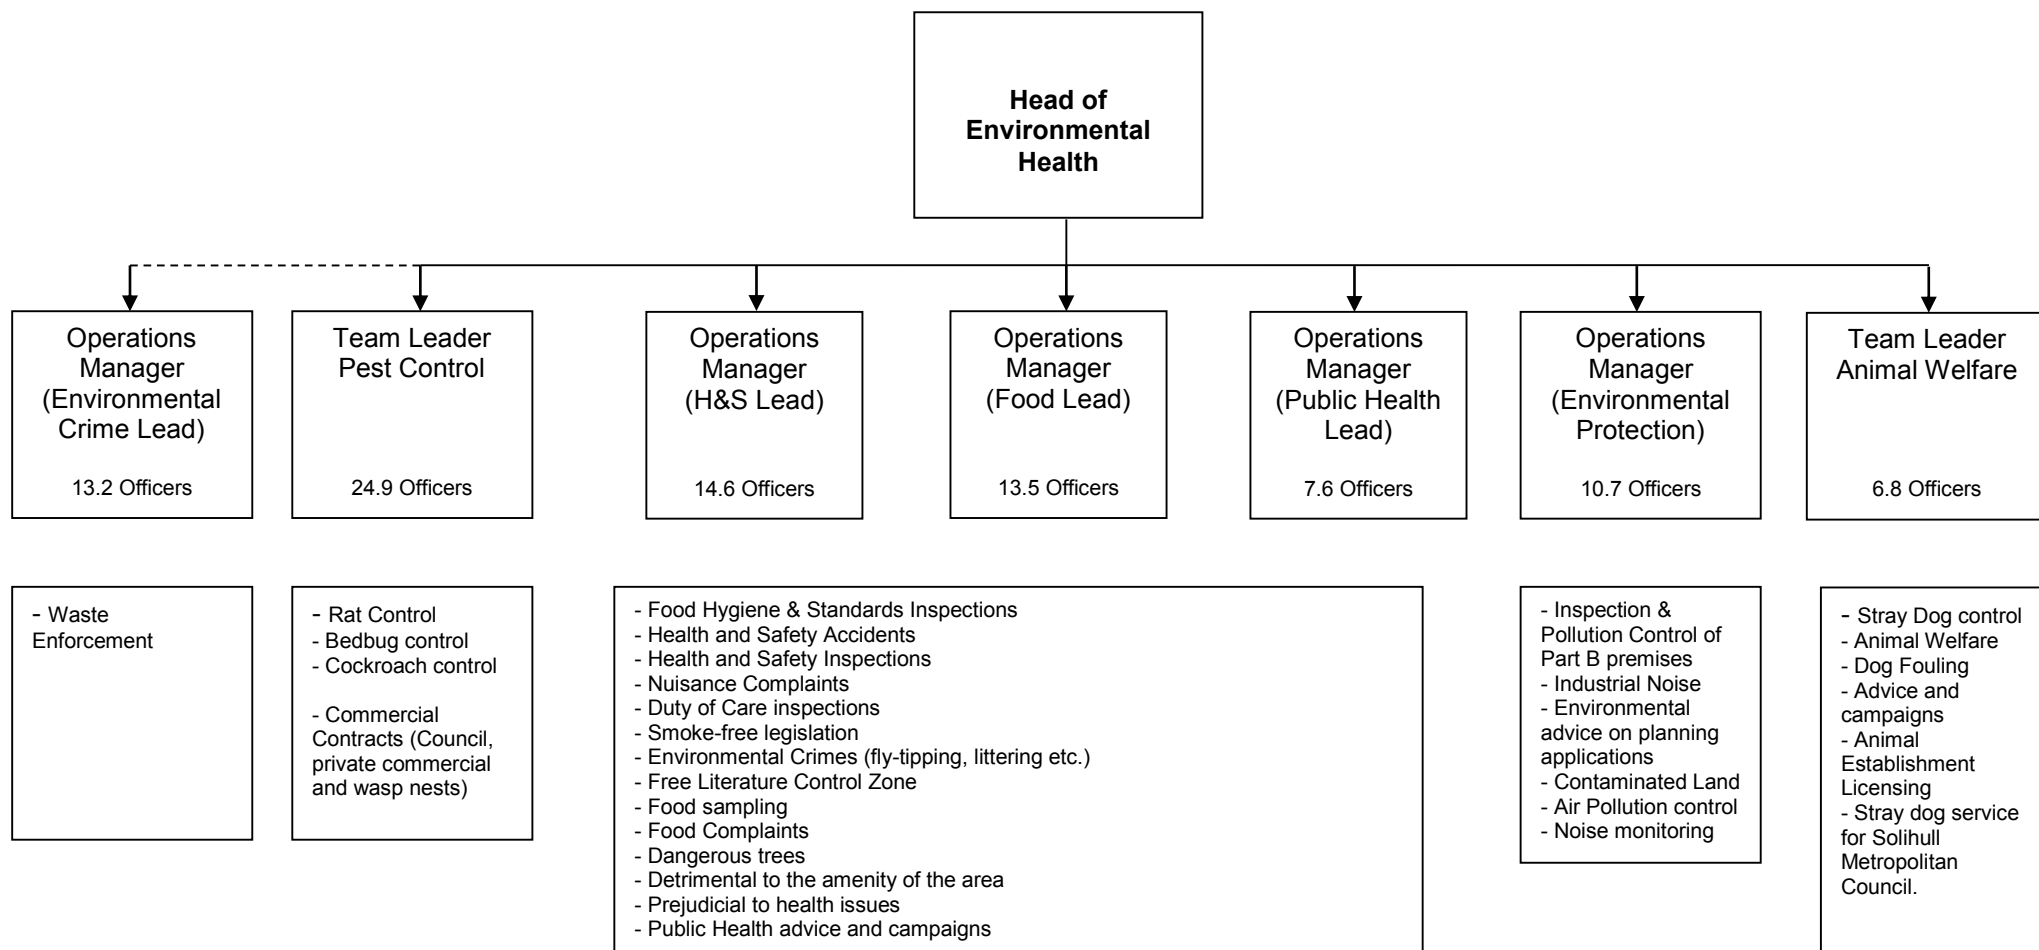 Head of
Environmental
Health
Operations
Manager
(Environmental
Crime Lead)
13.2 Officers
Team Leader
Pest Control
24.9 Officers
Operations
Manager
(H&S Lead)
14.6 Officers
Operations
Manager
(Food Lead)
13.5 Officers
Operations
Manager
(Public Health
Lead)
7.6 Officers
Operations
Manager
(Environmental
Protection)
10.7 Officers
Team Leader
Animal Welfare
6.8 Officers
- Waste
Enforcement
- Rat Control
- Bedbug control
- Cockroach control
- Commercial
Contracts (Council,
private commercial
and wasp nests)
- Food Hygiene & Standards Inspections
- Health and Safety Accidents
- Health and Safety Inspections
- Nuisance Complaints
- Duty of Care inspections
- Smoke-free legislation
- Environmental Crimes (fly-tipping, littering etc.)
- Free Literature Control Zone
- Food sampling
- Food Complaints
- Dangerous trees
- Detrimental to the amenity of the area
- Prejudicial to health issues
- Public Health advice and campaigns
- Inspection &
Pollution Control of
Part B premises
- Industrial Noise
- Environmental
advice on planning
applications
- Contaminated Land
- Air Pollution control
- Noise monitoring
- Stray Dog control
- Animal Welfare
- Dog Fouling
- Advice and
campaigns
- Animal
Establishment
Licensing
- Stray dog service
for Solihull
Metropolitan
Council.